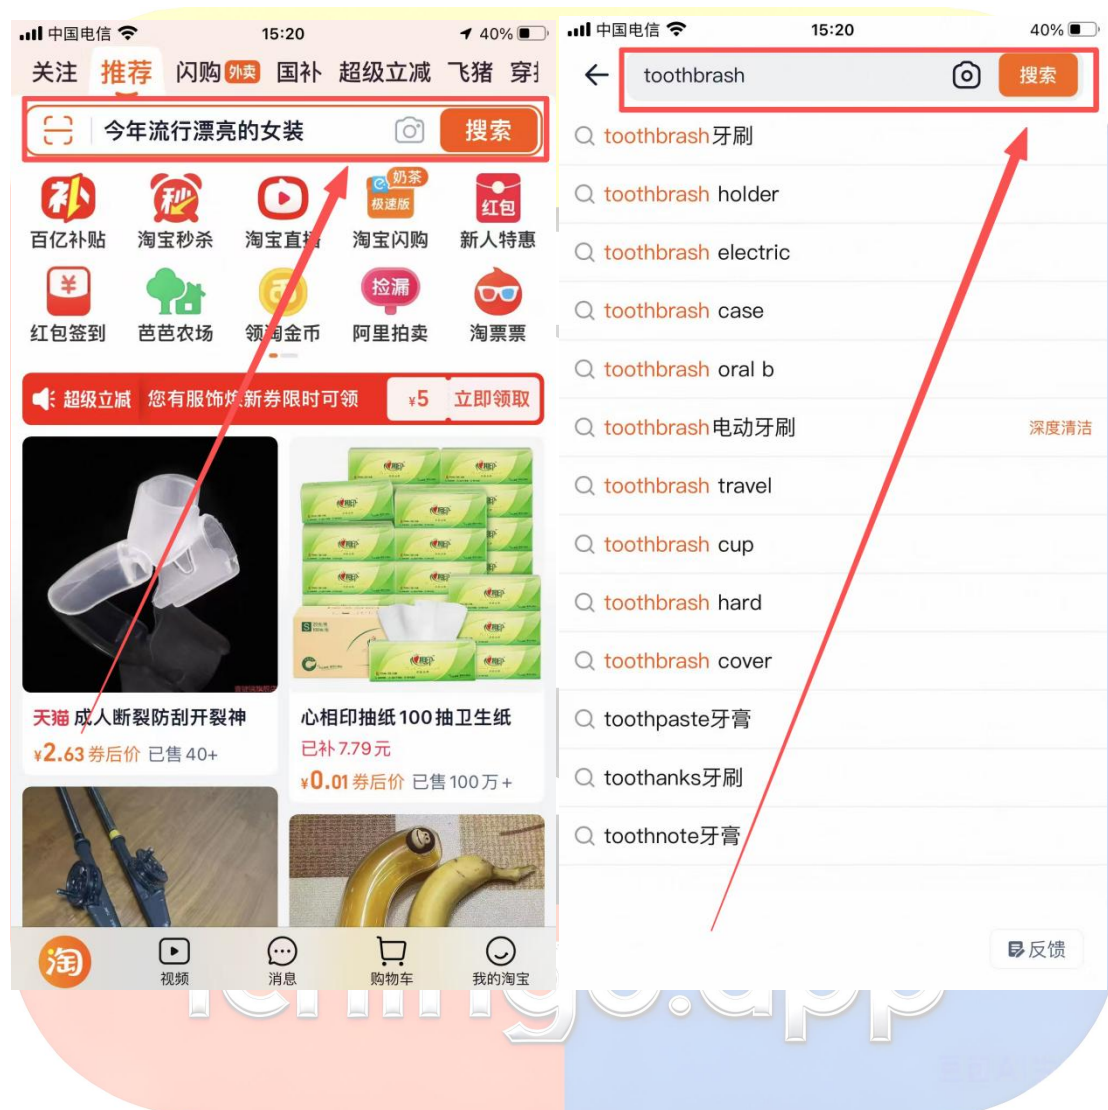 中国电信
15:20
40%
关注 推荐 闪购 外卖 国补 超级立减 飞猪
今年流行漂亮的女装
搜索
补
秒
奶茶
极速版
红包
百亿补贴 淘宝秒杀 淘宝直播 淘宝闪购 新人特惠
¥
捡漏
红包签到 芭芭农场 领淘金币 阿里拍卖 淘票票
超级立减 您有服饰焕新券限时可领 ¥5 立即领取
天猫 成人断裂防刮开裂神
¥2.63 券后价 已售 40+
心相印抽纸100抽卫生纸
已补 7.79 元
¥0.01 券后价 已售 100万+
淘
视频
消息
购物车
我的淘宝
中国电信
15:20
40%
toothbrash
搜索
toothbrash牙刷
toothbrash holder
toothbrash electric
toothbrash case
toothbrash oral b
toothbrash电动牙刷 深度清洁
toothbrash travel
toothbrash cup
toothbrash hard
toothbrash cover
toothpaste牙膏
toothanks牙刷
toothnote牙膏
反馈